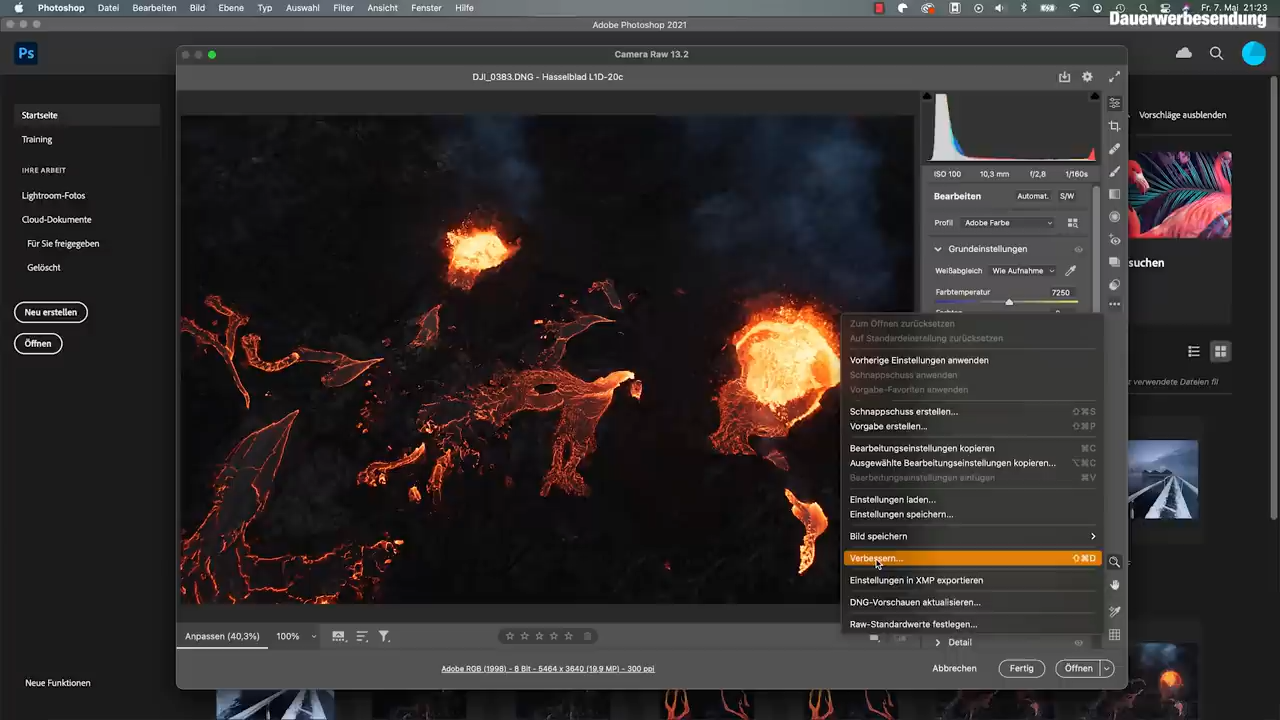 Photoshop Datei Bearbeiten Bild Ebene Typ Auswahl Filter Ansicht Fenster Hilfe
Fr. 7. Mai 21:23
Dauerwerbesendung
Adobe Photoshop 2021
Ps
Camera Raw 13.2
DJI_0383.DNG - Hasselblad L1D-20c
Startseite
Training
IHRE ARBEIT
Lightroom-Fotos
Cloud-Dokumente
Für Sie freigegeben
Gelöscht
Neu erstellen
Öffnen
Neue Funktionen
ISO 100 10,3 mm f/2,8 1/160s
Bearbeiten Automat. S/W
Profil Adobe Farbe
Grundeinstellungen
Weißabgleich Wie Aufnahme
Farbtemperatur 7250
Zum Öffnen zurücksetzen
Auf Standardeinstellung zurücksetzen
Vorherige Einstellungen anwenden
Schnappschuss anwenden
Vorgabe-Favoriten anwenden
Schnappschuss erstellen... ⇧⌘S
Vorgabe erstellen... ⇧⌘P
Bearbeitungseinstellungen kopieren ⌘C
Ausgewählte Bearbeitungseinstellungen kopieren... ⌥⌘C
Bearbeitungseinstellungen einfügen ⌘V
Einstellungen laden...
Einstellungen speichern...
Bild speichern
Verbessern... ⇧⌘D
Einstellungen in XMP exportieren
DNG-Vorschauen aktualisieren...
Raw-Standardwerte festlegen...
Detail
Anpassen (40,3%) 100%
Adobe RGB (1998) - 8 Bit - 5464 x 3640 (19,9 MP) - 300 ppi
Abbrechen Fertig Öffnen
Vorschläge ausblenden
suchen
t verwendete Dateien fil